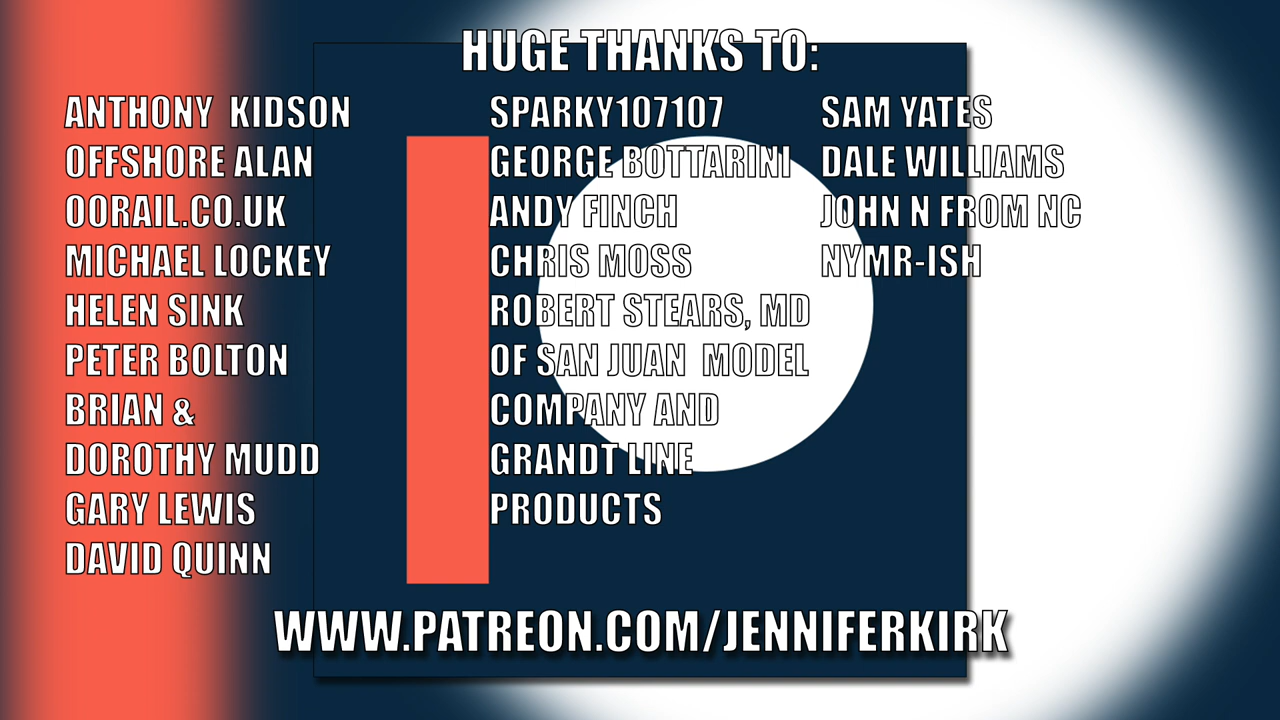 HUGE THANKS TO:
ANTHONY KIDSON
OFFSHORE ALAN
OORAIL.CO.UK
MICHAEL LOCKEY
HELEN SINK
PETER BOLTON
BRIAN &
DOROTHY MUDD
GARY LEWIS
DAVID QUINN
SPARKY107107
GEORGE BOTTARINI
ANDY FINCH
CHRIS MOSS
ROBERT STEARS, MD
OF SAN JUAN MODEL
COMPANY AND
GRANDT LINE
PRODUCTS
SAM YATES
DALE WILLIAMS
JOHN N FROM NC
NYMR-ISH
WWW.PATREON.COM/JENNIFERKIRK